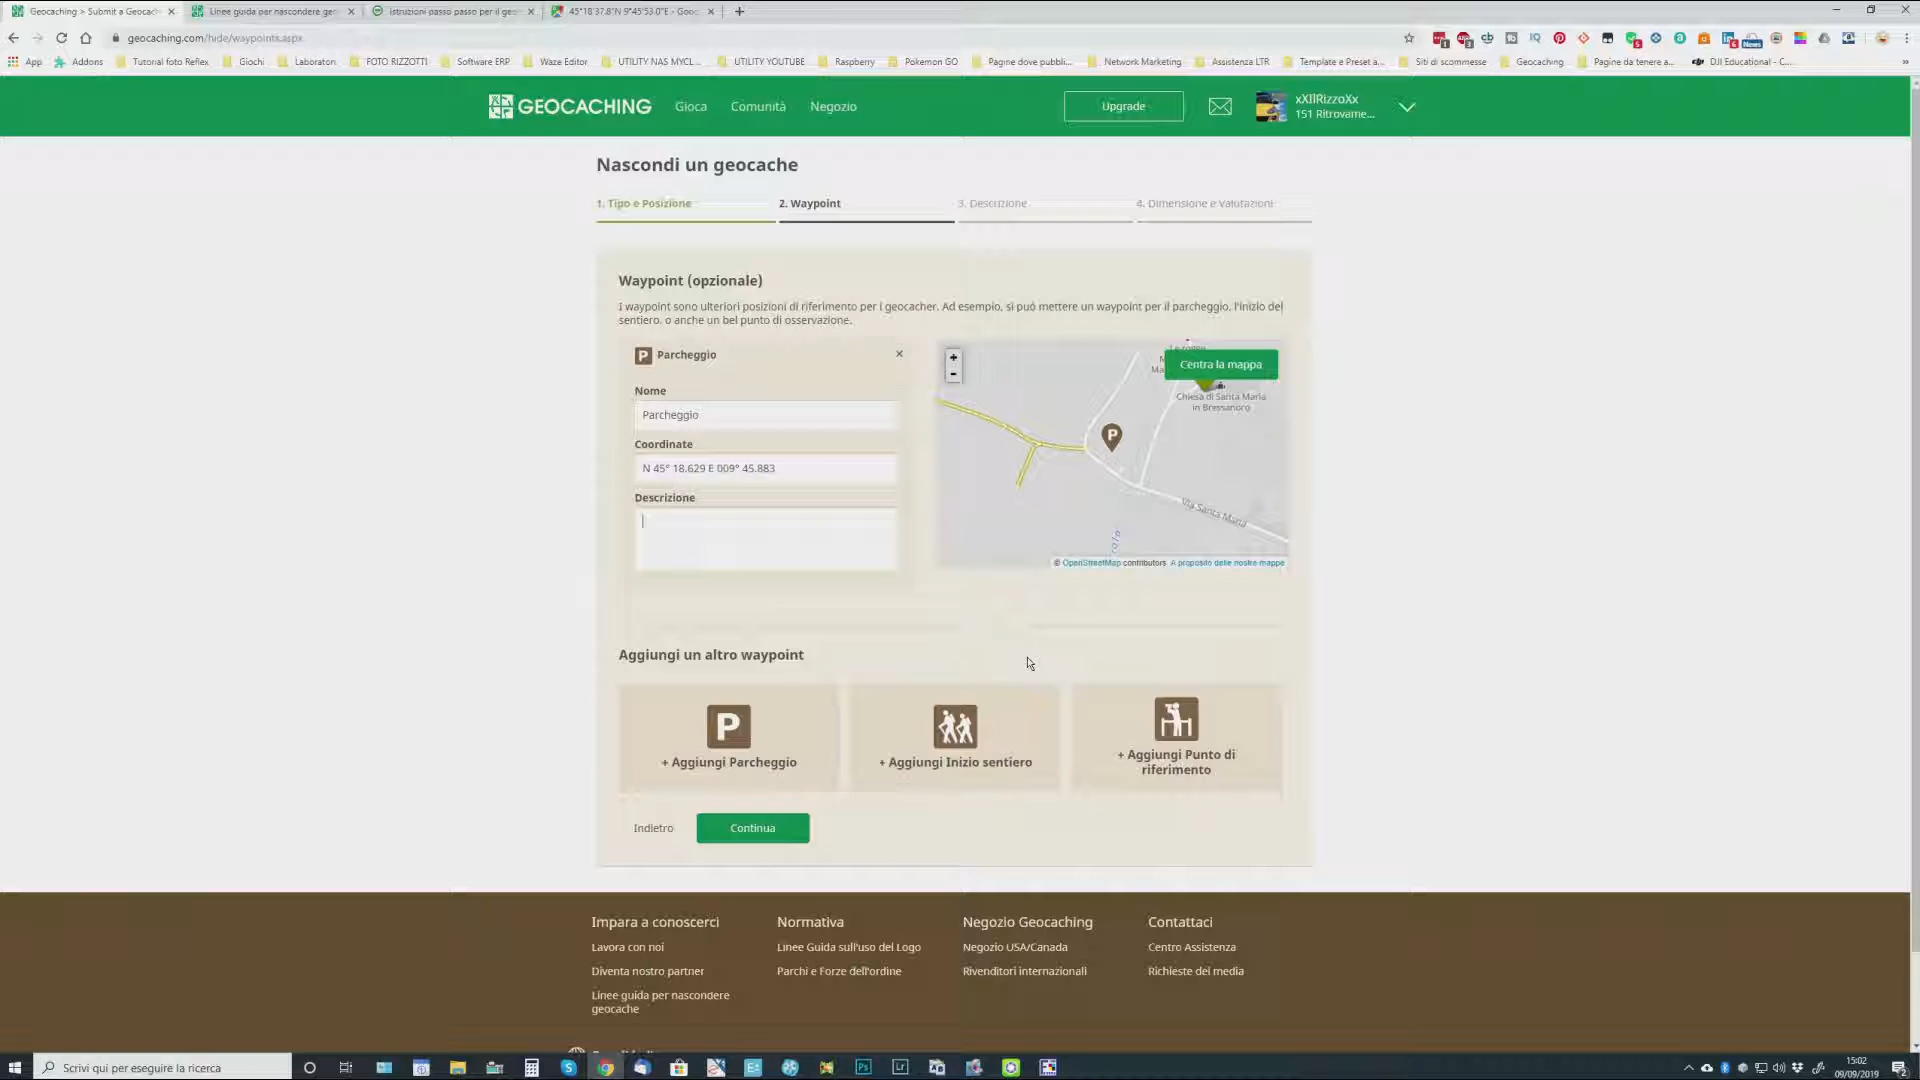 Geocaching > Submit a Geocach
Linee guida per nascondere ge
Istruzioni passo passo per il geo
45°18'37.8"N 9°45'53.0"E - Goo
geocaching.com/hide/waypoints.aspx
App
Addons
Tutorial foto Reflex
Giochi
Laboratori
FOTO RIZZOTTI
Software ERP
Waze Editor
UTILITY NAS MYCL...
UTILITY YOUTUBE
Raspberry
Pokemon GO
Pagine dove pubbli...
Network Marketing
Assistenza LTR
Template e Preset a...
Siti di scommesse
Geocaching
Pagine da tenere a...
DJI Educational - C...
GEOCACHING
Gioca
Comunità
Negozio
Upgrade
xXIlRizzoXx
151 Ritrovame...
Nascondi un geocache
1. Tipo e Posizione
2. Waypoint
3. Descrizione
4. Dimensione e Valutazioni
Waypoint (opzionale)
I waypoint sono ulteriori posizioni di riferimento per i geocacher. Ad esempio, si può mettere un waypoint per il parcheggio, l'inizio del
sentiero, o anche un bel punto di osservazione.
P Parcheggio
Nome
Parcheggio
Coordinate
N 45° 18.629 E 009° 45.883
Descrizione
+
-
Centra la mappa
Chiesa di Santa Maria
in Bressanoro
P
Via Santa Maria
© OpenStreetMap contributors A proposito delle nostre mappe
Aggiungi un altro waypoint
P
+ Aggiungi Parcheggio
+ Aggiungi Inizio sentiero
+ Aggiungi Punto di
riferimento
Indietro
Continua
Impara a conoscerci
Lavora con noi
Diventa nostro partner
Linee guida per nascondere
geocache
Normativa
Linee Guida sull'uso del Logo
Parchi e Forze dell'ordine
Negozio Geocaching
Negozio USA/Canada
Rivenditori internazionali
Contattaci
Centro Assistenza
Richieste dei media
Scrivi qui per eseguire la ricerca
Ps
Lr
15:02
09/09/2019